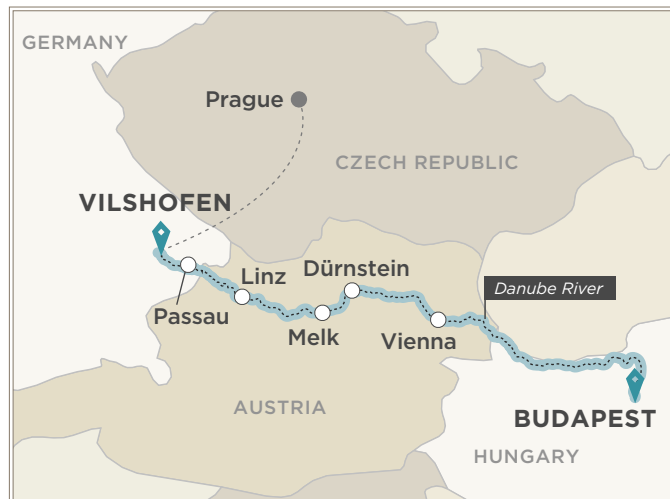 GERMANY
Prague
CZECH REPUBLIC
VILSHOFEN
Linz
Dürnstein
Danube River
Passau
Melk
Vienna
AUSTRIA
BUDAPEST
HUNGARY